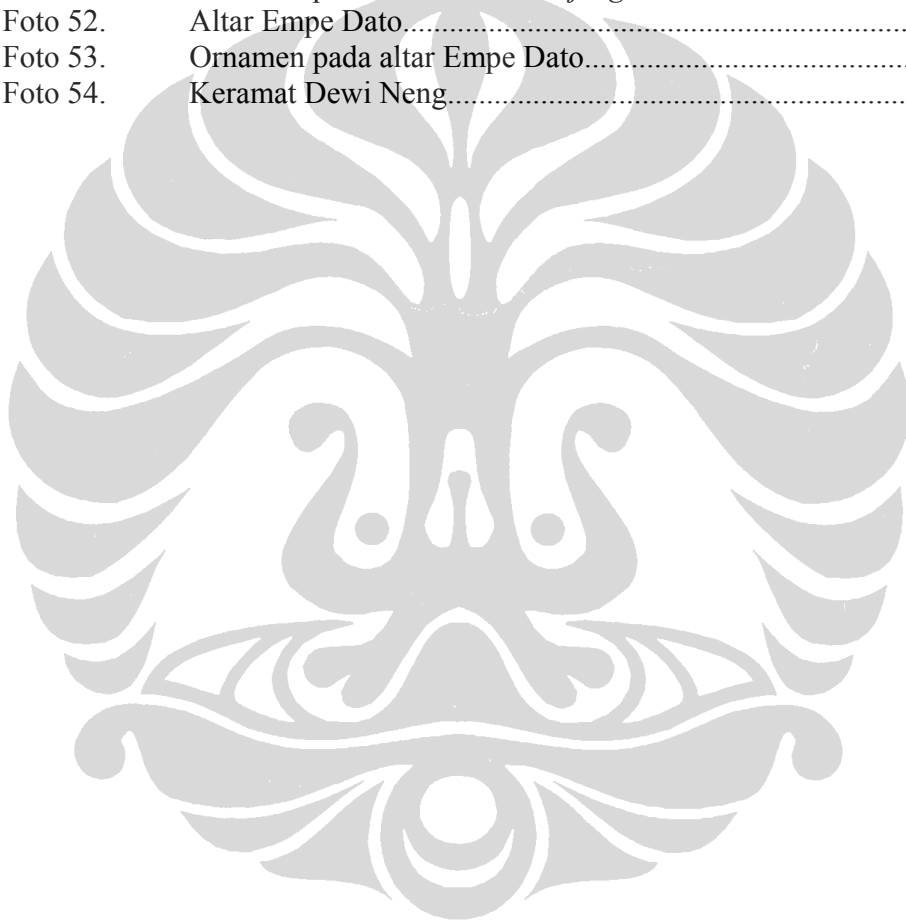 Foto 52. Altar Empe Dato................................................................................
Foto 53. Ornamen pada altar Empe Dato..................................................
Foto 54. Keramat Dewi Neng.........................................................................